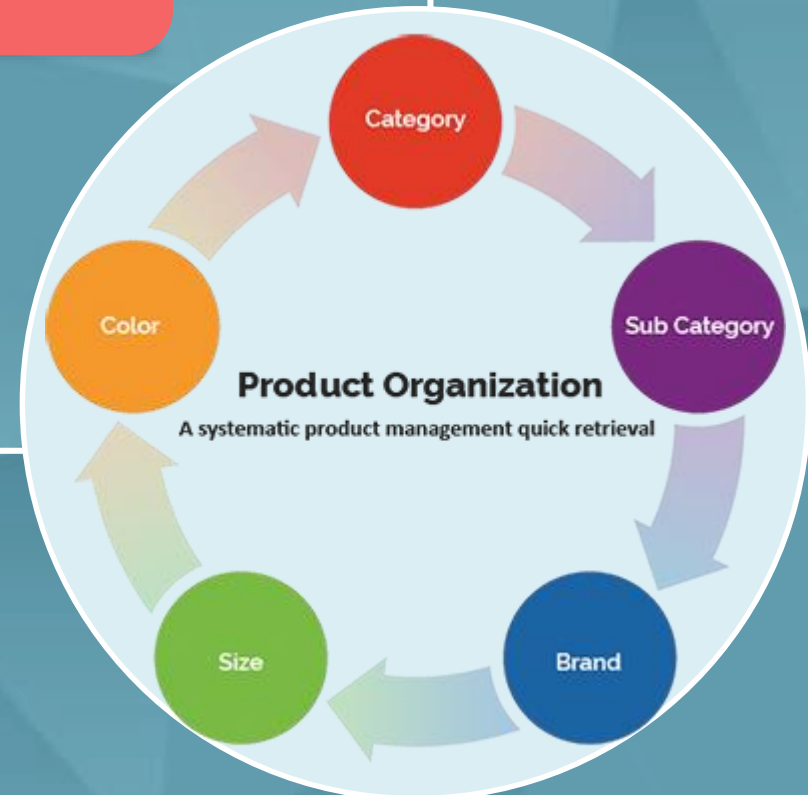 Category
Sub Category
Color
Product Organization
A systematic product management quick retrieval
Size
Brand